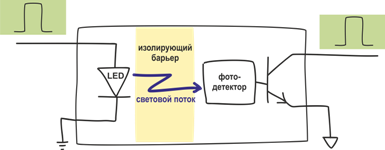 изолирующий
барьер
LED
световой поток
фото-
детектор